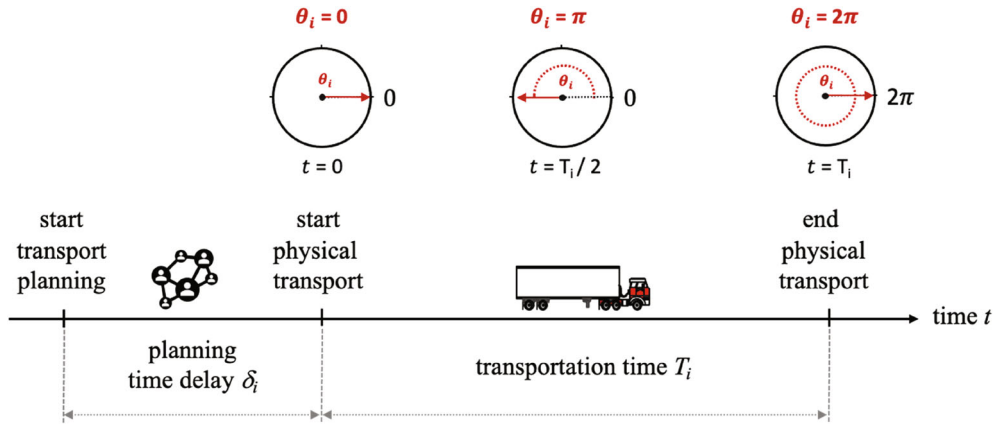 θᵢ = 0
θᵢ = π
θᵢ = 2π
θᵢ
0
θᵢ
0
θᵢ
2π
t = 0
t = Tᵢ / 2
t = Tᵢ
start
transport
planning
start
physical
transport
end
physical
transport
time t
planning
time delay δᵢ
transportation time Tᵢ